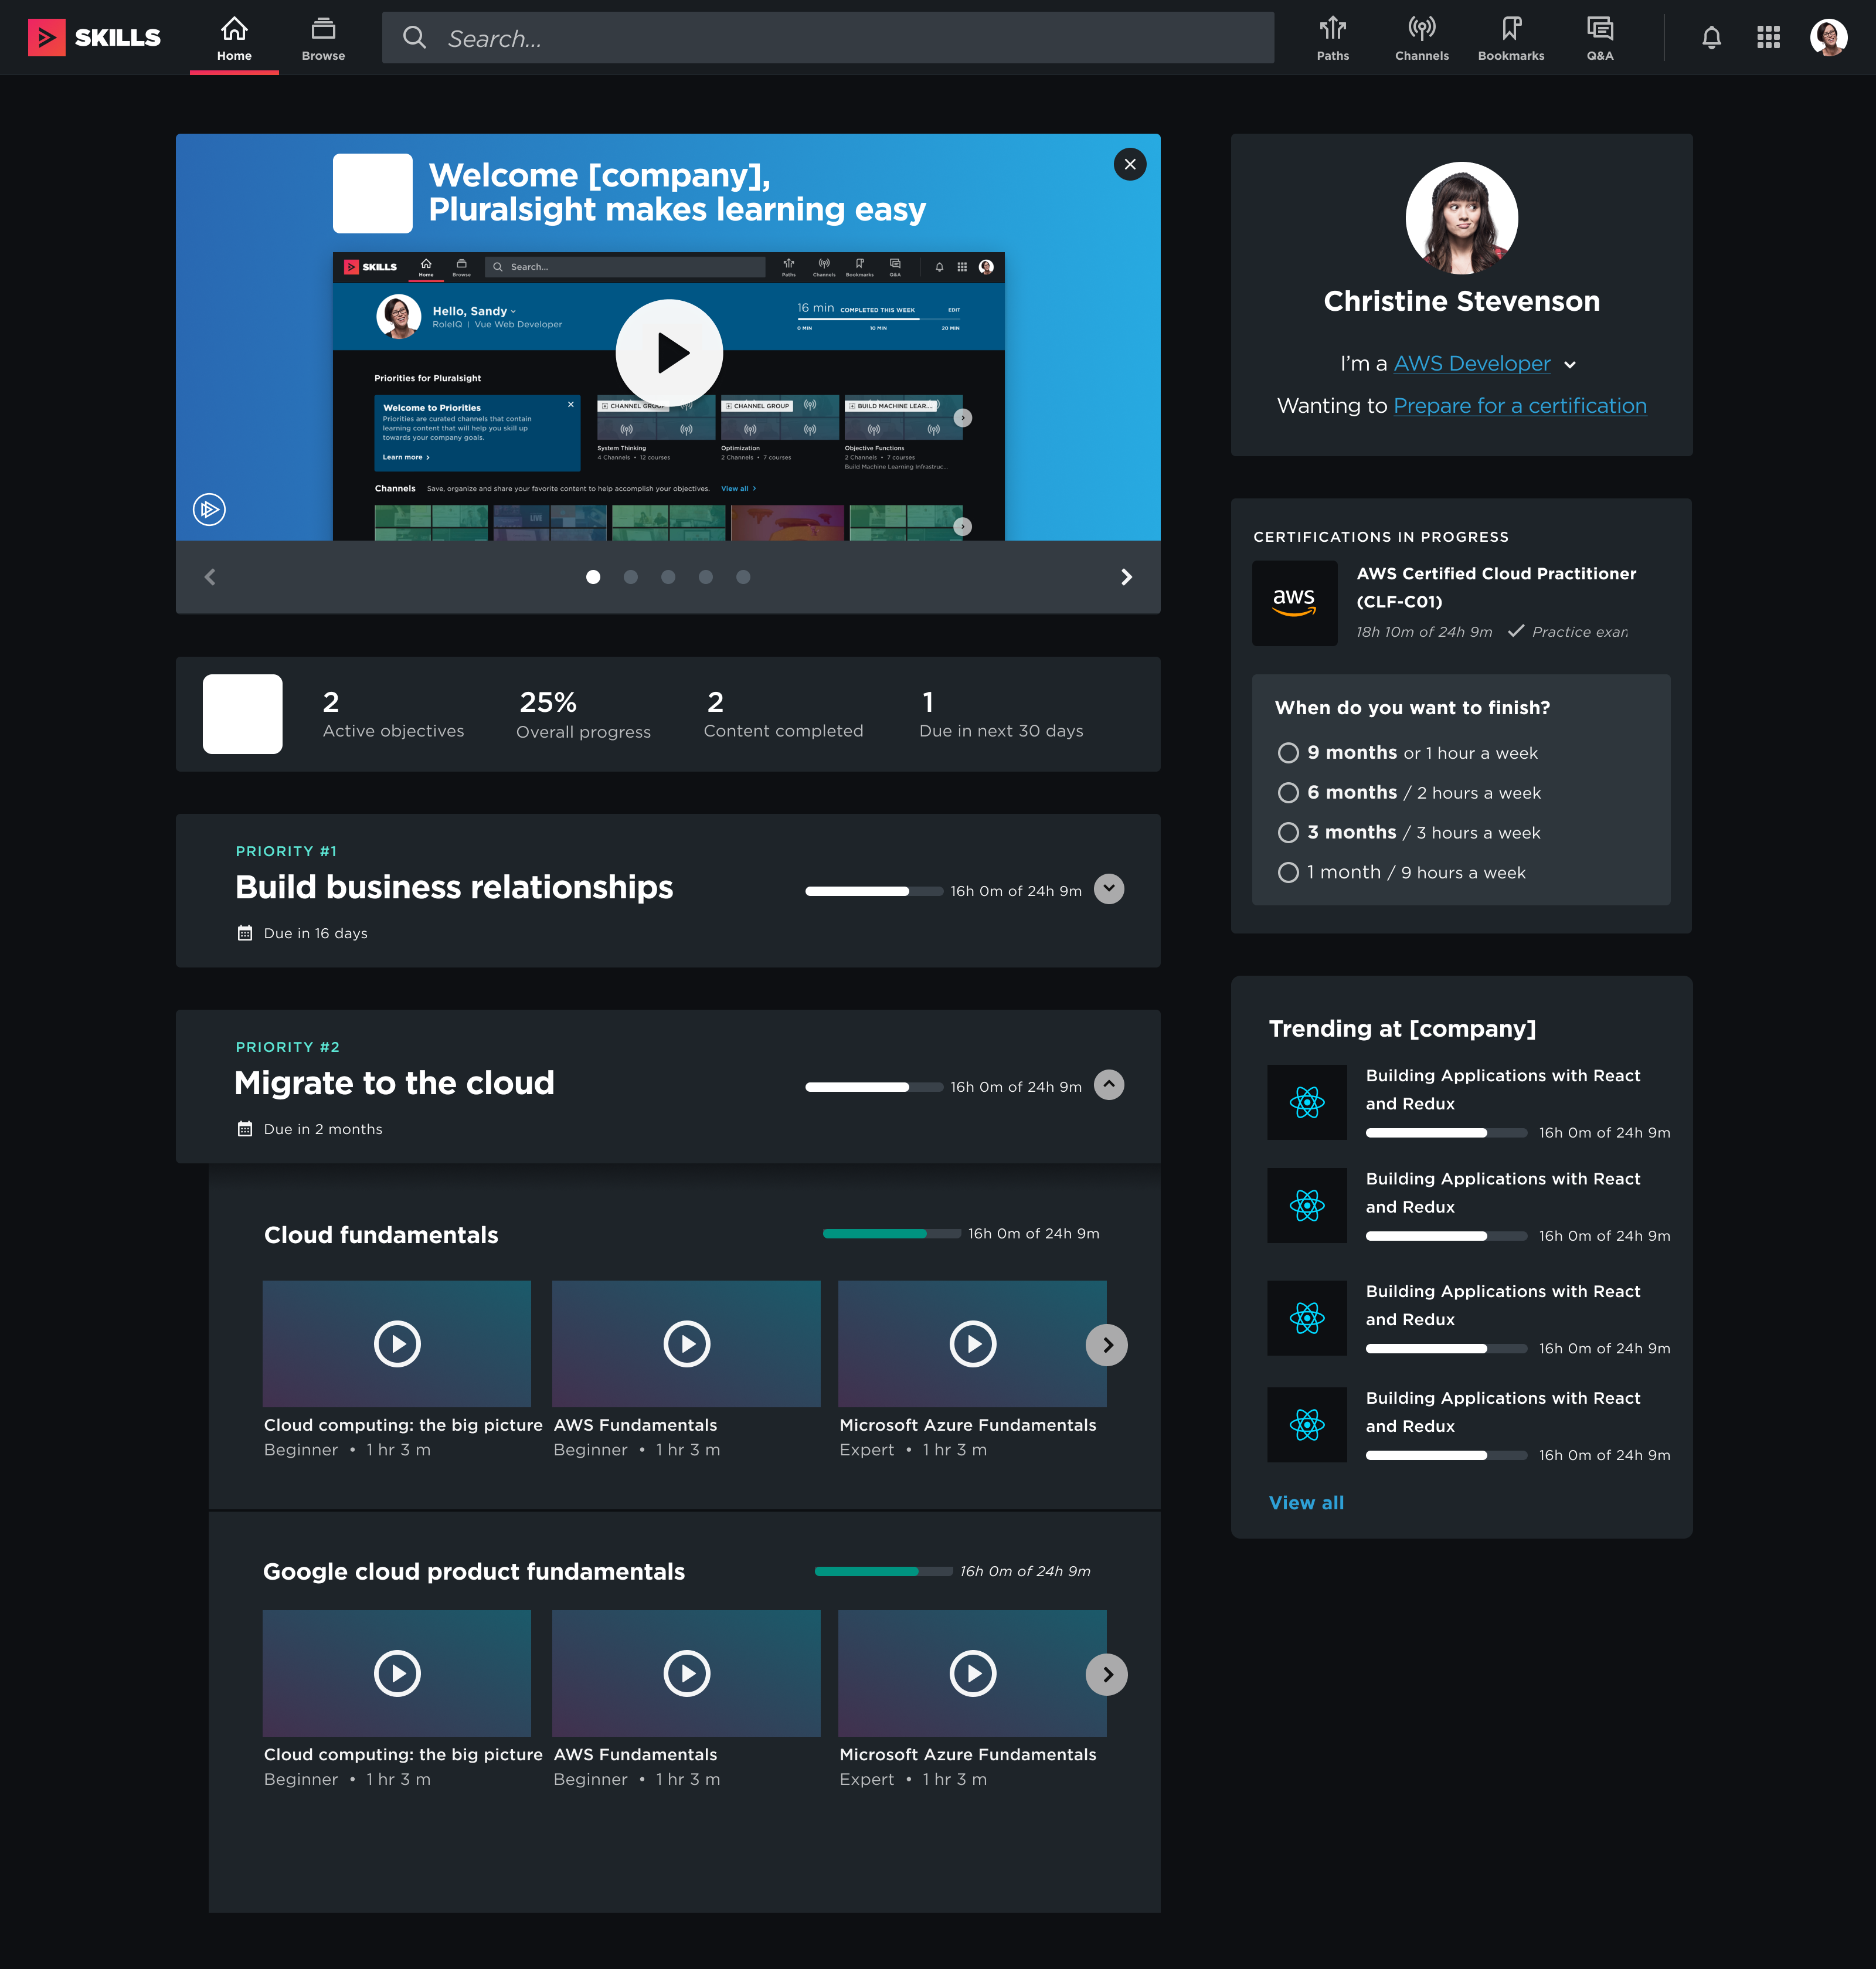 SKILLS
Home
Browse
Search...
Paths
Channels
Bookmarks
Q&A
Welcome [company],
Pluralsight makes learning easy
SKILLS
Home
Browse
Search...
Paths
Channels
Bookmarks
Q&A
Hello, Sandy
RoleIQ | Vue Web Developer
16 min COMPLETED THIS WEEK
EDIT
0 MIN
10 MIN
20 MIN
Priorities for Pluralsight
Welcome to Priorities
Priorities are curated channels that contain
learning content that will help you skill up
towards your company goals.
Learn more
CHANNEL GROUP
System Thinking
4 Channels • 12 courses
CHANNEL GROUP
Optimization
2 Channels • 7 courses
BUILD MACHINE LEAR...
Objective Functions
2 Channels • 7 courses
Build Machine Learning Infrastruc...
Channels
Save, organize and share your favorite content to help accomplish your objectives.
View all
LIVE
2
Active objectives
25%
Overall progress
2
Content completed
1
Due in next 30 days
PRIORITY #1
Build business relationships
16h 0m of 24h 9m
Due in 16 days
PRIORITY #2
Migrate to the cloud
16h 0m of 24h 9m
Due in 2 months
Cloud fundamentals
16h 0m of 24h 9m
Cloud computing: the big picture
Beginner • 1 hr 3 m
AWS Fundamentals
Beginner • 1 hr 3 m
Microsoft Azure Fundamentals
Expert • 1 hr 3 m
Google cloud product fundamentals
16h 0m of 24h 9m
Cloud computing: the big picture
Beginner • 1 hr 3 m
AWS Fundamentals
Beginner • 1 hr 3 m
Microsoft Azure Fundamentals
Expert • 1 hr 3 m
Christine Stevenson
I'm a AWS Developer
Wanting to Prepare for a certification
CERTIFICATIONS IN PROGRESS
aws
AWS Certified Cloud Practitioner
(CLF-C01)
18h 10m of 24h 9m
Practice exam
When do you want to finish?
9 months or 1 hour a week
6 months / 2 hours a week
3 months / 3 hours a week
1 month / 9 hours a week
Trending at [company]
Building Applications with React
and Redux
16h 0m of 24h 9m
Building Applications with React
and Redux
16h 0m of 24h 9m
Building Applications with React
and Redux
16h 0m of 24h 9m
Building Applications with React
and Redux
16h 0m of 24h 9m
View all